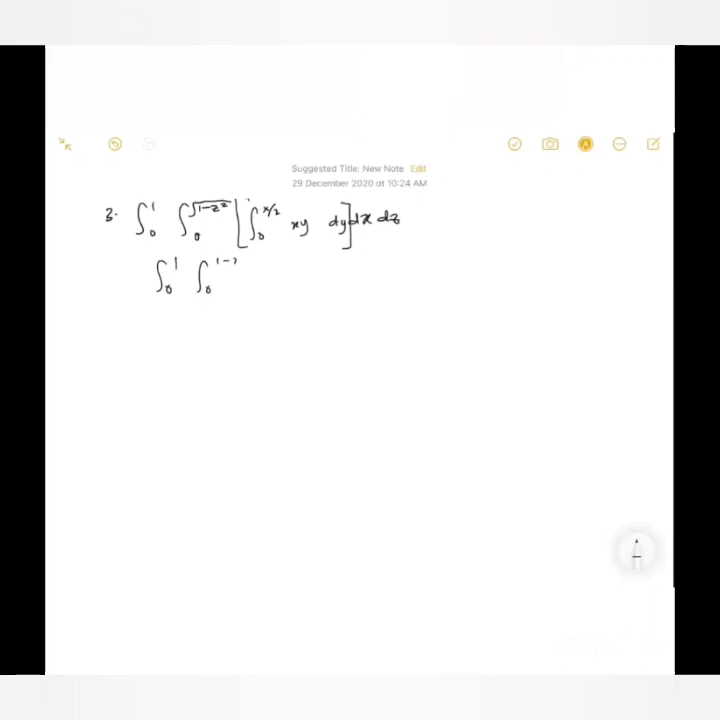 Suggested Title: New Note Edit
29 December 2020 at 10:24 AM
3. ∫₀¹ ∫₀^√(1-z²) [∫₀^(x/2) xy dy] dx dz
∫₀¹ ∫₀^(1-